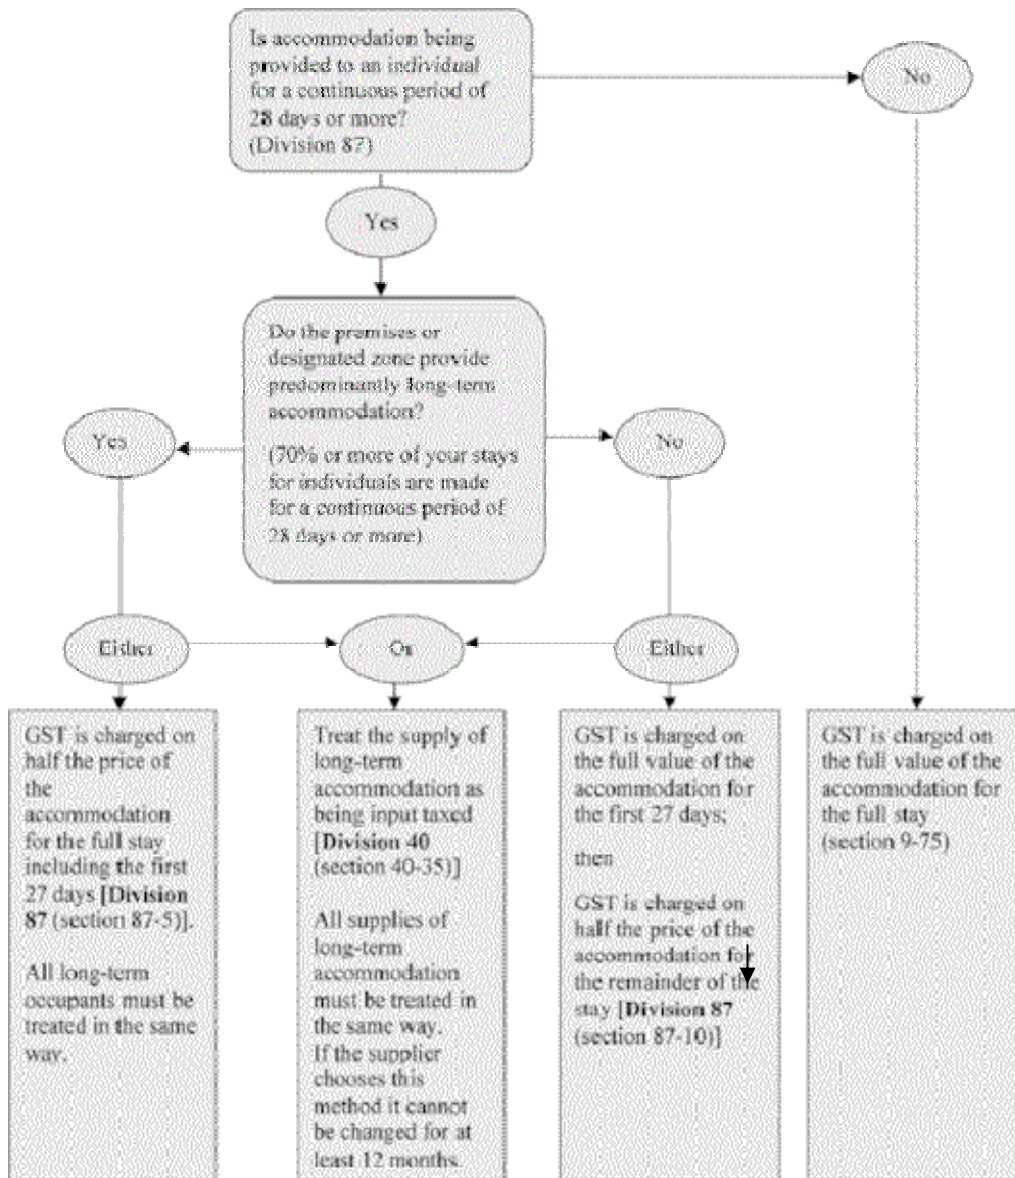 Is accommodation being
provided to an individual
for a continuous period of
28 days or more?
(Division 87)
No
Yes
Do the premises or
designated zone provide
predominantly long-term
accommodation?
(70% or more of your stays
for individuals are made
for a continuous period of
28 days or more)
Yes
No
Either
Or
Either
GST is charged on
half the price of
the
accommodation
for the full stay
including the first
27 days [Division
87 (section 87-5)].
All long-term
occupants must be
treated in the same
way.
Treat the supply of
long-term
accommodation as
being input taxed
[Division 40
(section 40-35)]
All supplies of
long-term
accommodation
must be treated in
the same way.
If the supplier
chooses this
method it cannot
be changed for at
least 12 months.
GST is charged on
the full value of the
accommodation for
the first 27 days;
then
GST is charged on
half the price of the
accommodation for
the remainder of the
stay [Division 87
(section 87-10)]
GST is charged on
the full value of the
accommodation for
the full stay
(section 9-75)